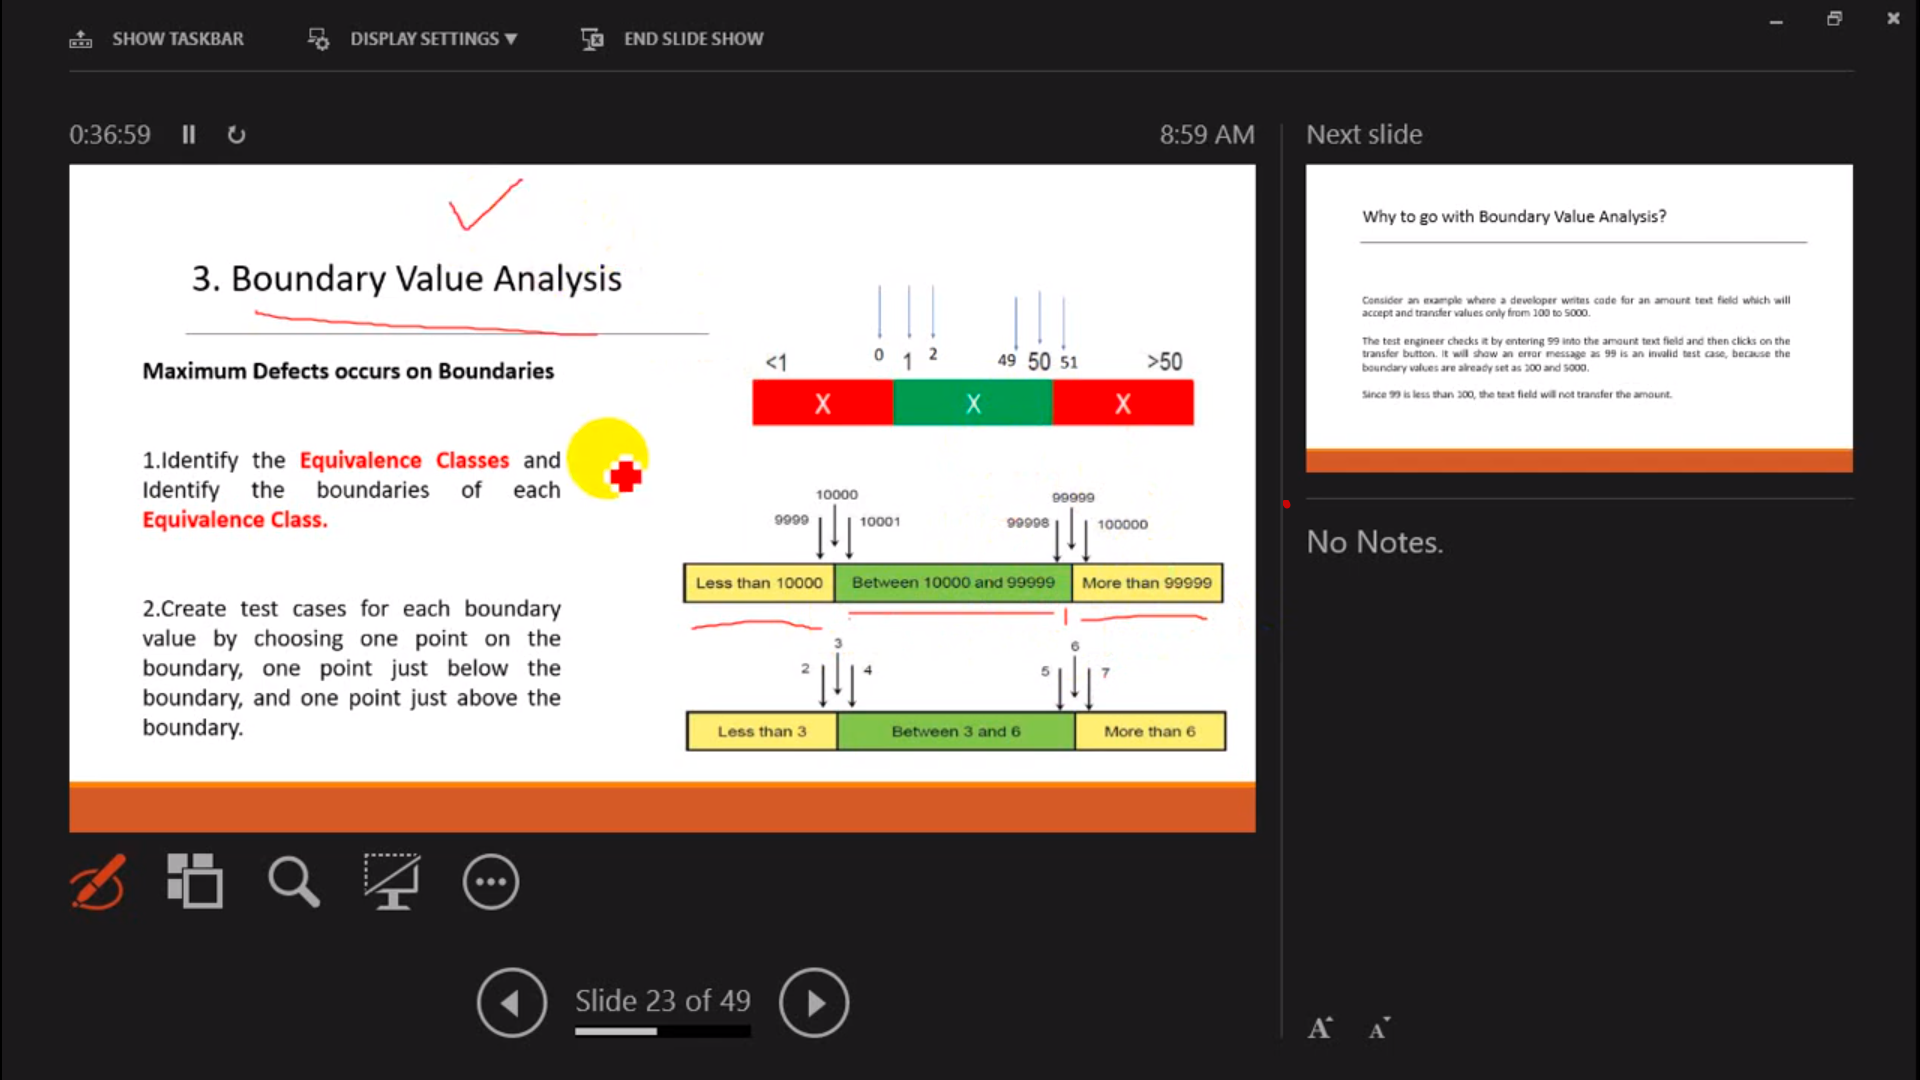 SHOW TASKBAR
DISPLAY SETTINGS ▼
END SLIDE SHOW
0:36:59
8:59 AM
Next slide
3. Boundary Value Analysis
Maximum Defects occurs on Boundaries
1.Identify the Equivalence Classes and
Identify the boundaries of each
Equivalence Class.
2.Create test cases for each boundary
value by choosing one point on the
boundary, one point just below the
boundary, and one point just above the
boundary.
<1 0 1 2 49 50 51 >50
X X X
10000 99999
9999 10001 99998 100000
Less than 10000 Between 10000 and 99999 More than 99999
3 6
2 4 5 7
Less than 3 Between 3 and 6 More than 6
Why to go with Boundary Value Analysis?
Consider an example where a developer writes code for an amount text field which will
accept and transfer values only from 100 to 5000.
The test engineer checks it by entering 99 into the amount text field and then clicks on the
transfer button. It will show an error message as 99 is an invalid test case, because the
boundary values are already set as 100 and 5000.
Since 99 is less than 100, the text field will not transfer the amount.
No Notes.
Slide 23 of 49
A A